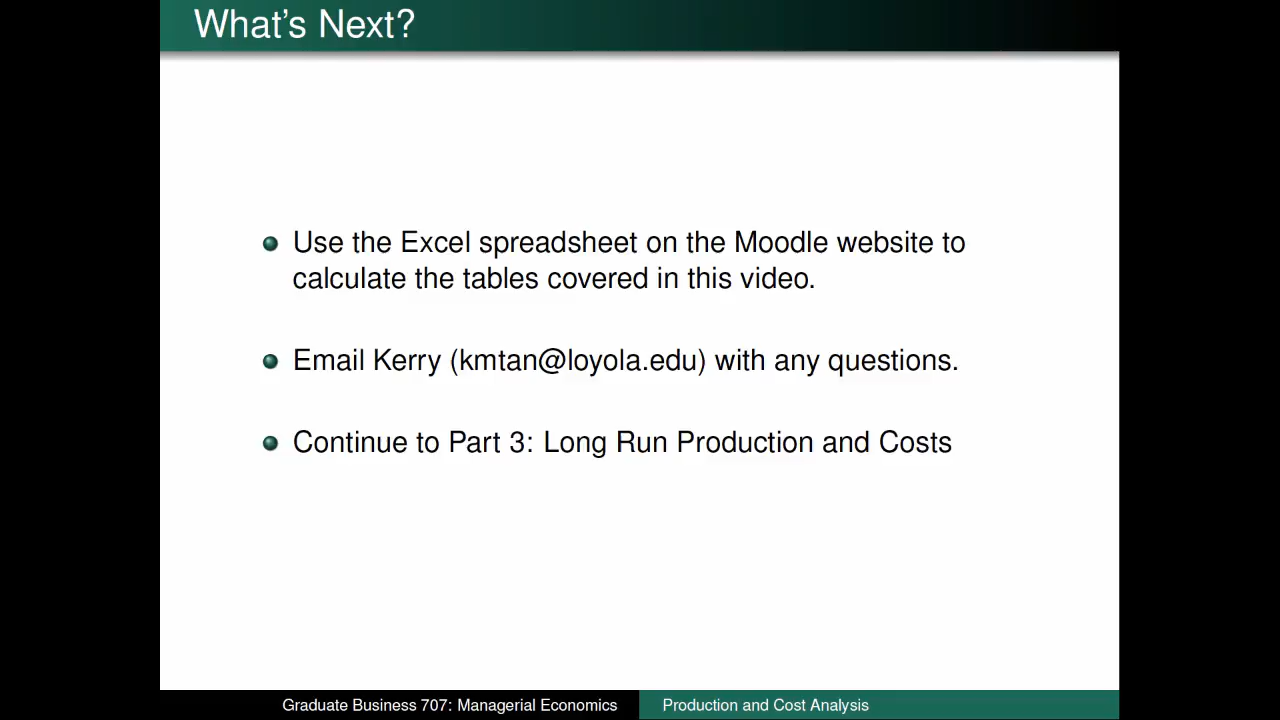 What's Next?
Use the Excel spreadsheet on the Moodle website to
calculate the tables covered in this video.
Email Kerry (kmtan@loyola.edu) with any questions.
Continue to Part 3: Long Run Production and Costs
Graduate Business 707: Managerial Economics
Production and Cost Analysis